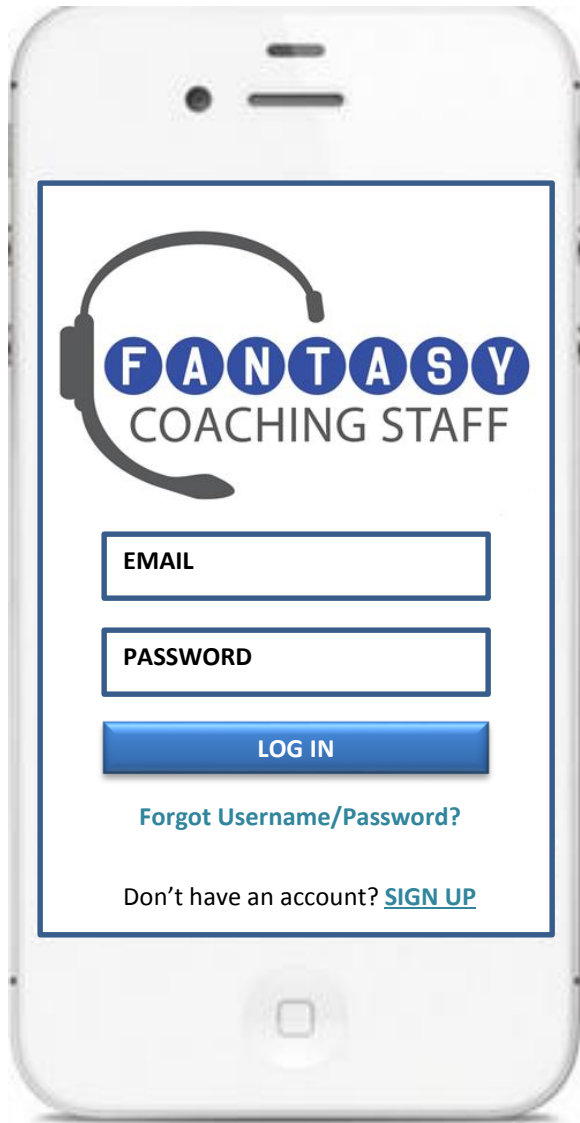 FANTASY
COACHING STAFF
EMAIL
PASSWORD
LOG IN
Forgot Username/Password?
Don’t have an account? SIGN UP